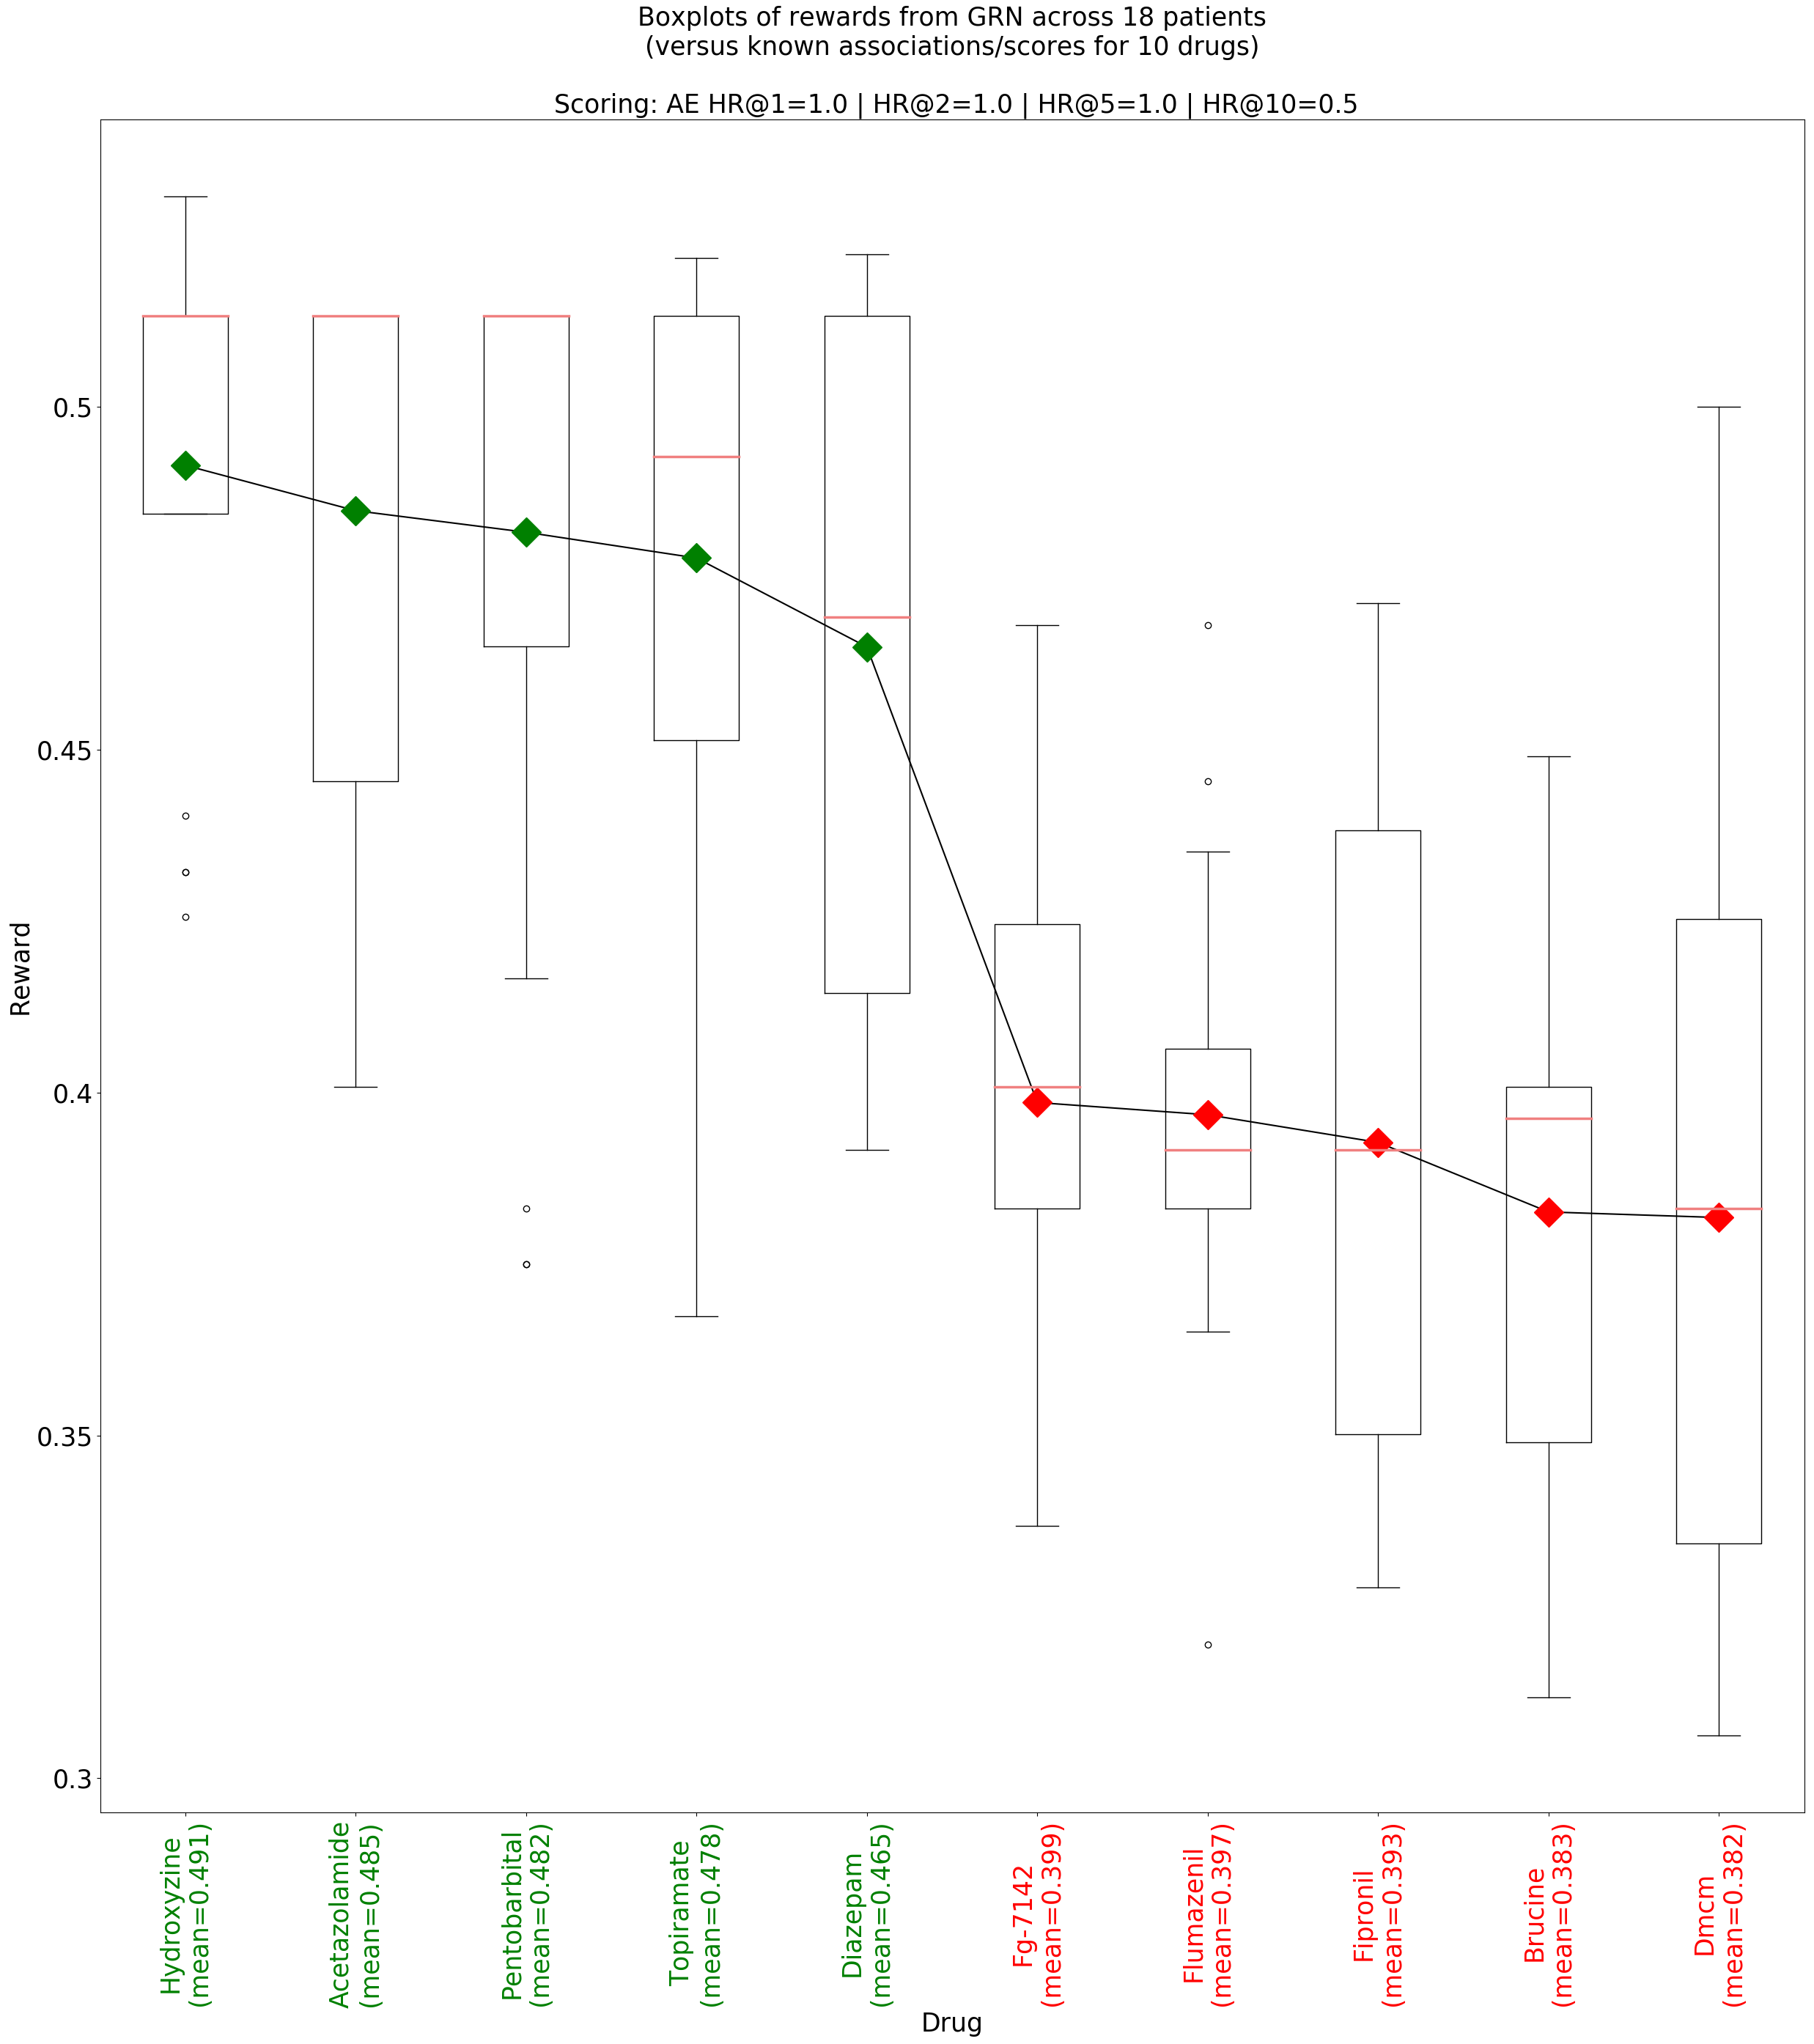 Boxplots of rewards from GRN across 18 patients
(versus known associations/scores for 10 drugs)
Scoring: AE HR@1=1.0 | HR@2=1.0 | HR@5=1.0 | HR@10=0.5
Reward
0.5
0.45
0.4
0.35
0.3
Hydroxyzine
(mean=0.491)
Acetazolamide
(mean=0.485)
Pentobarbital
(mean=0.482)
Topiramate
(mean=0.478)
Diazepam
(mean=0.465)
Fg-7142
(mean=0.399)
Flumazenil
(mean=0.397)
Fipronil
(mean=0.393)
Brucine
(mean=0.383)
Dmcm
(mean=0.382)
Drug